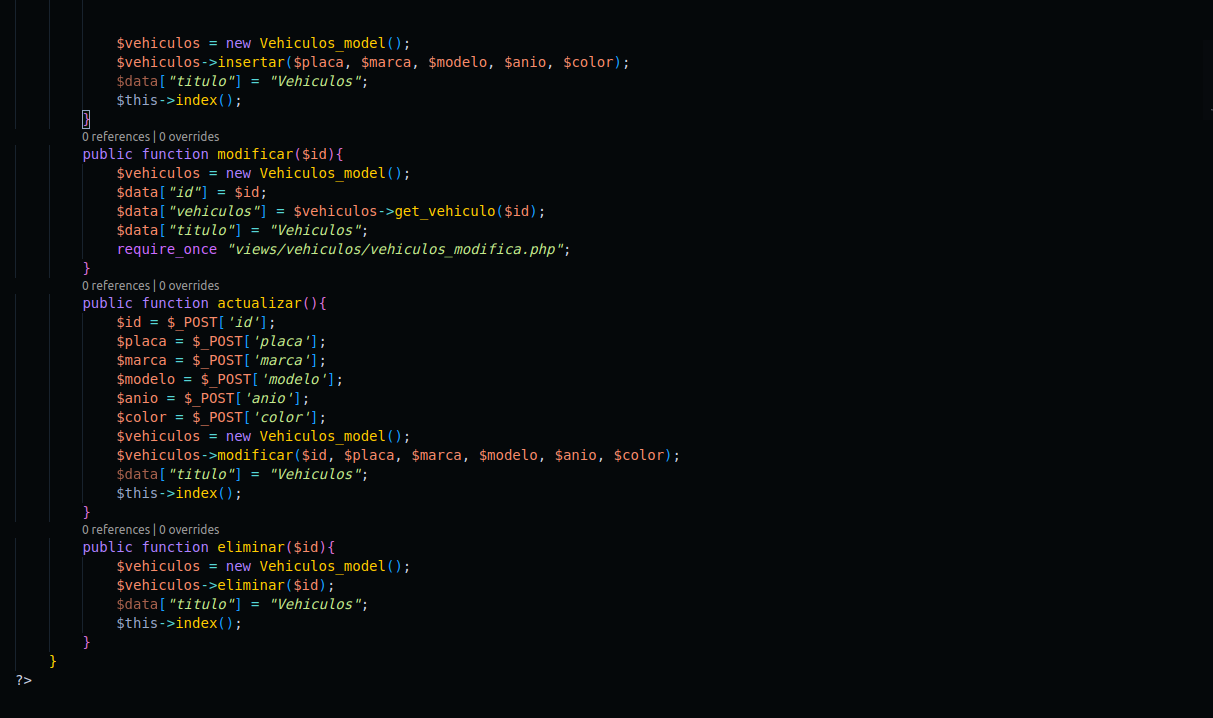 $vehiculos = new Vehiculos_model();
$vehiculos->insertar($placa, $marca, $modelo, $anio, $color);
$data["titulo"] = "Vehiculos";
$this->index();
}
0 references | 0 overrides
public function modificar($id){
$vehiculos = new Vehiculos_model();
$data["id"] = $id;
$data["vehiculos"] = $vehiculos->get_vehiculo($id);
$data["titulo"] = "Vehiculos";
require_once "views/vehiculos/vehiculos_modifica.php";
}
0 references | 0 overrides
public function actualizar(){
$id = $_POST['id'];
$placa = $_POST['placa'];
$marca = $_POST['marca'];
$modelo = $_POST['modelo'];
$anio = $_POST['anio'];
$color = $_POST['color'];
$vehiculos = new Vehiculos_model();
$vehiculos->modificar($id, $placa, $marca, $modelo, $anio, $color);
$data["titulo"] = "Vehiculos";
$this->index();
}
0 references | 0 overrides
public function eliminar($id){
$vehiculos = new Vehiculos_model();
$vehiculos->eliminar($id);
$data["titulo"] = "Vehiculos";
$this->index();
}
}
?>